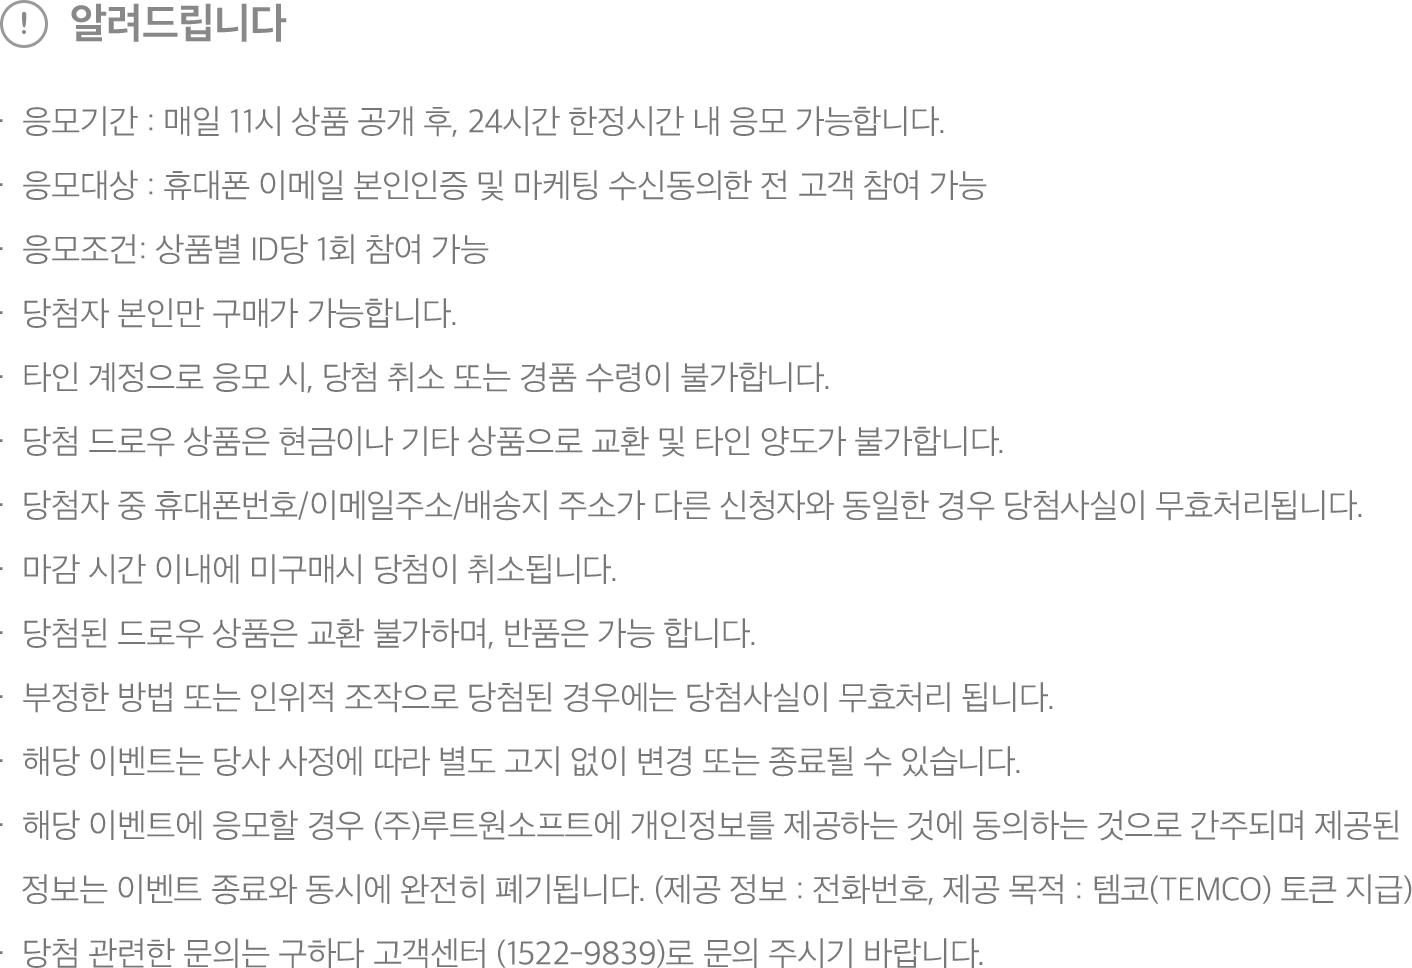 ! 알려드립니다
· 응모기간 : 매일 11시 상품 공개 후, 24시간 한정시간 내 응모 가능합니다.
· 응모대상 : 휴대폰 이메일 본인인증 및 마케팅 수신동의한 전 고객 참여 가능
· 응모조건: 상품별 ID당 1회 참여 가능
· 당첨자 본인만 구매가 가능합니다.
· 타인 계정으로 응모 시, 당첨 취소 또는 경품 수령이 불가합니다.
· 당첨 드로우 상품은 현금이나 기타 상품으로 교환 및 타인 양도가 불가합니다.
· 당첨자 중 휴대폰번호/이메일주소/배송지 주소가 다른 신청자와 동일한 경우 당첨사실이 무효처리됩니다.
· 마감 시간 이내에 미구매시 당첨이 취소됩니다.
· 당첨된 드로우 상품은 교환 불가하며, 반품은 가능 합니다.
· 부정한 방법 또는 인위적 조작으로 당첨된 경우에는 당첨사실이 무효처리 됩니다.
· 해당 이벤트는 당사 사정에 따라 별도 고지 없이 변경 또는 종료될 수 있습니다.
· 해당 이벤트에 응모할 경우 (주)루트원소프트에 개인정보를 제공하는 것에 동의하는 것으로 간주되며 제공된
정보는 이벤트 종료와 동시에 완전히 폐기됩니다. (제공 정보 : 전화번호, 제공 목적 : 템코(TEMCO) 토큰 지급)
· 당첨 관련한 문의는 구하다 고객센터 (1522-9839)로 문의 주시기 바랍니다.